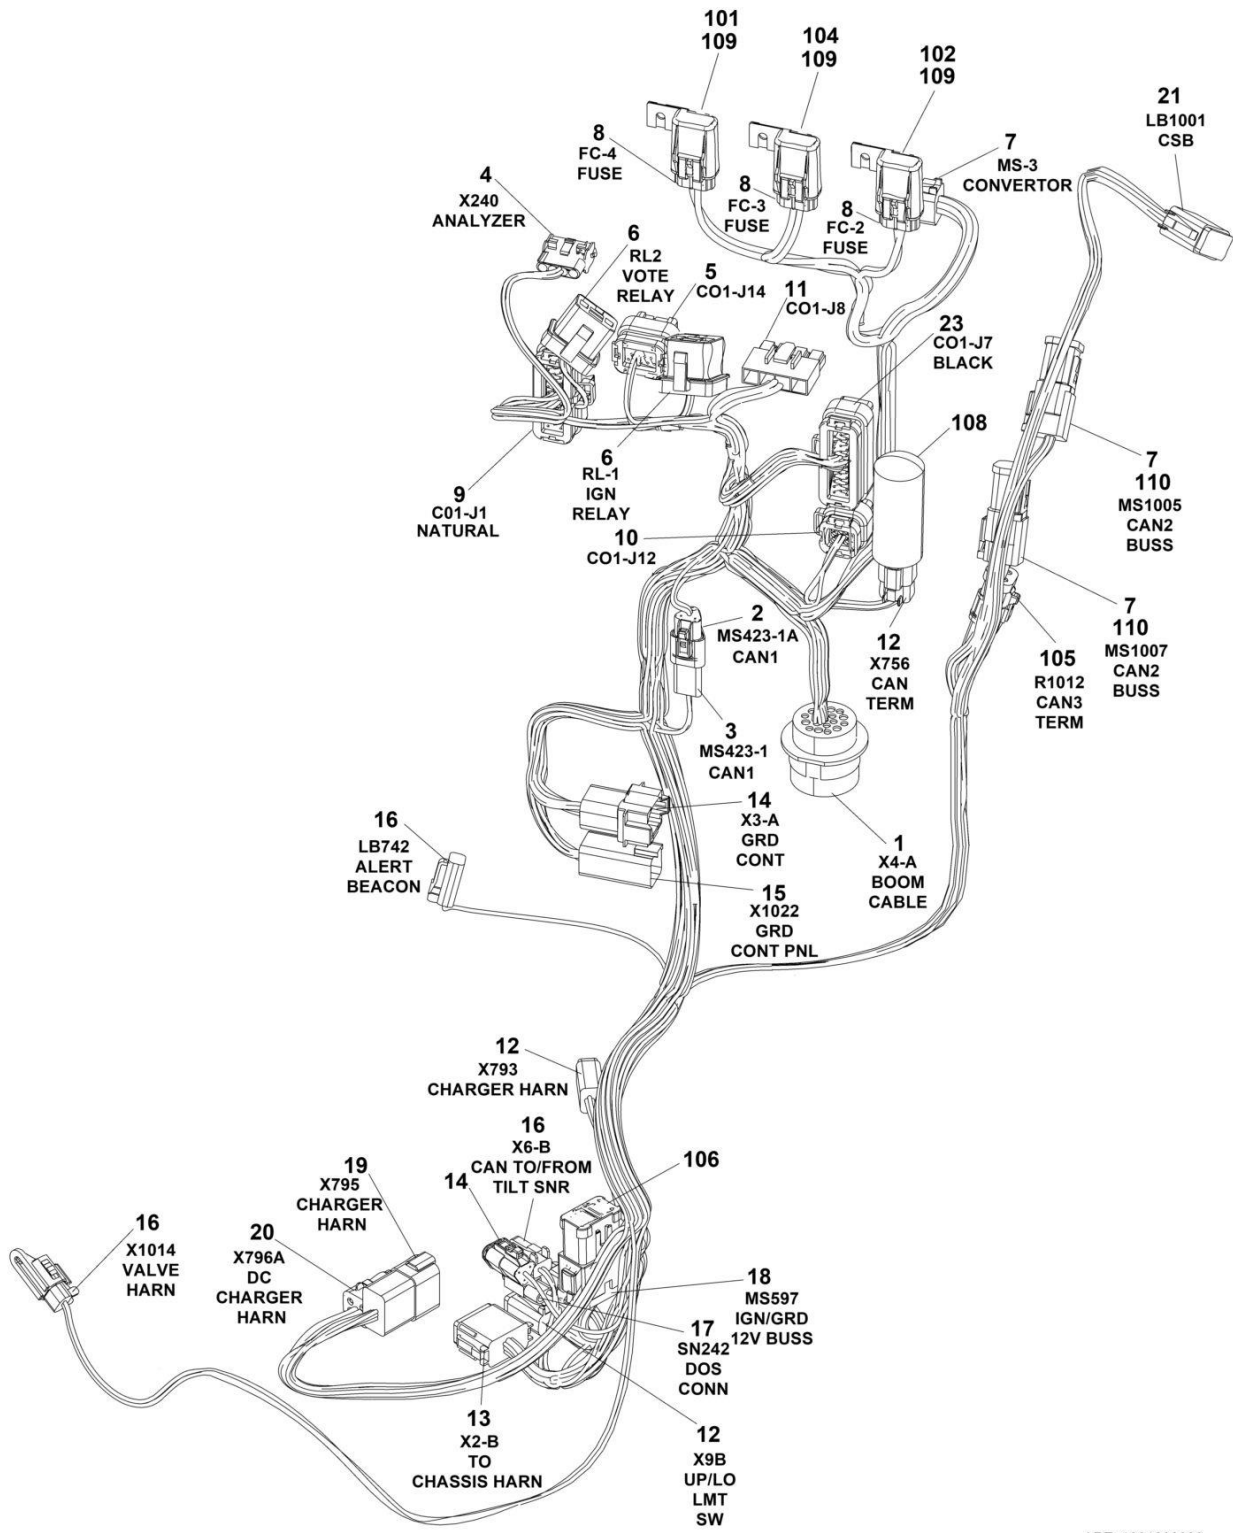 101
109
104
109
102
109
21
LB1001
CSB
8
FC-4
FUSE
7
MS-3
CONVERTOR
4
X240
ANALYZER
8
FC-3
FUSE
8
FC-2
FUSE
6
RL2
VOTE
RELAY
5
CO1-J14
11
CO1-J8
23
CO1-J7
BLACK
108
6
RL-1
IGN
RELAY
9
C01-J1
NATURAL
7
110
MS1005
CAN2
BUSS
10
CO1-J12
2
MS423-1A
CAN1
12
X756
CAN
TERM
105
R1012
CAN3
TERM
7
110
MS1007
CAN2
BUSS
3
MS423-1
CAN1
14
X3-A
GRD
CONT
16
LB742
ALERT
BEACON
1
X4-A
BOOM
CABLE
15
X1022
GRD
CONT PNL
12
X793
CHARGER HARN
16
X6-B
CAN TO/FROM
TILT SNR
106
14
19
X795
CHARGER
HARN
16
X1014
VALVE
HARN
20
X796A
DC
CHARGER
HARN
18
MS597
IGN/GRD
12V BUSS
17
SN242
DOS
CONN
13
X2-B
TO
CHASSIS HARN
12
X9B
UP/LO
LMT
SW